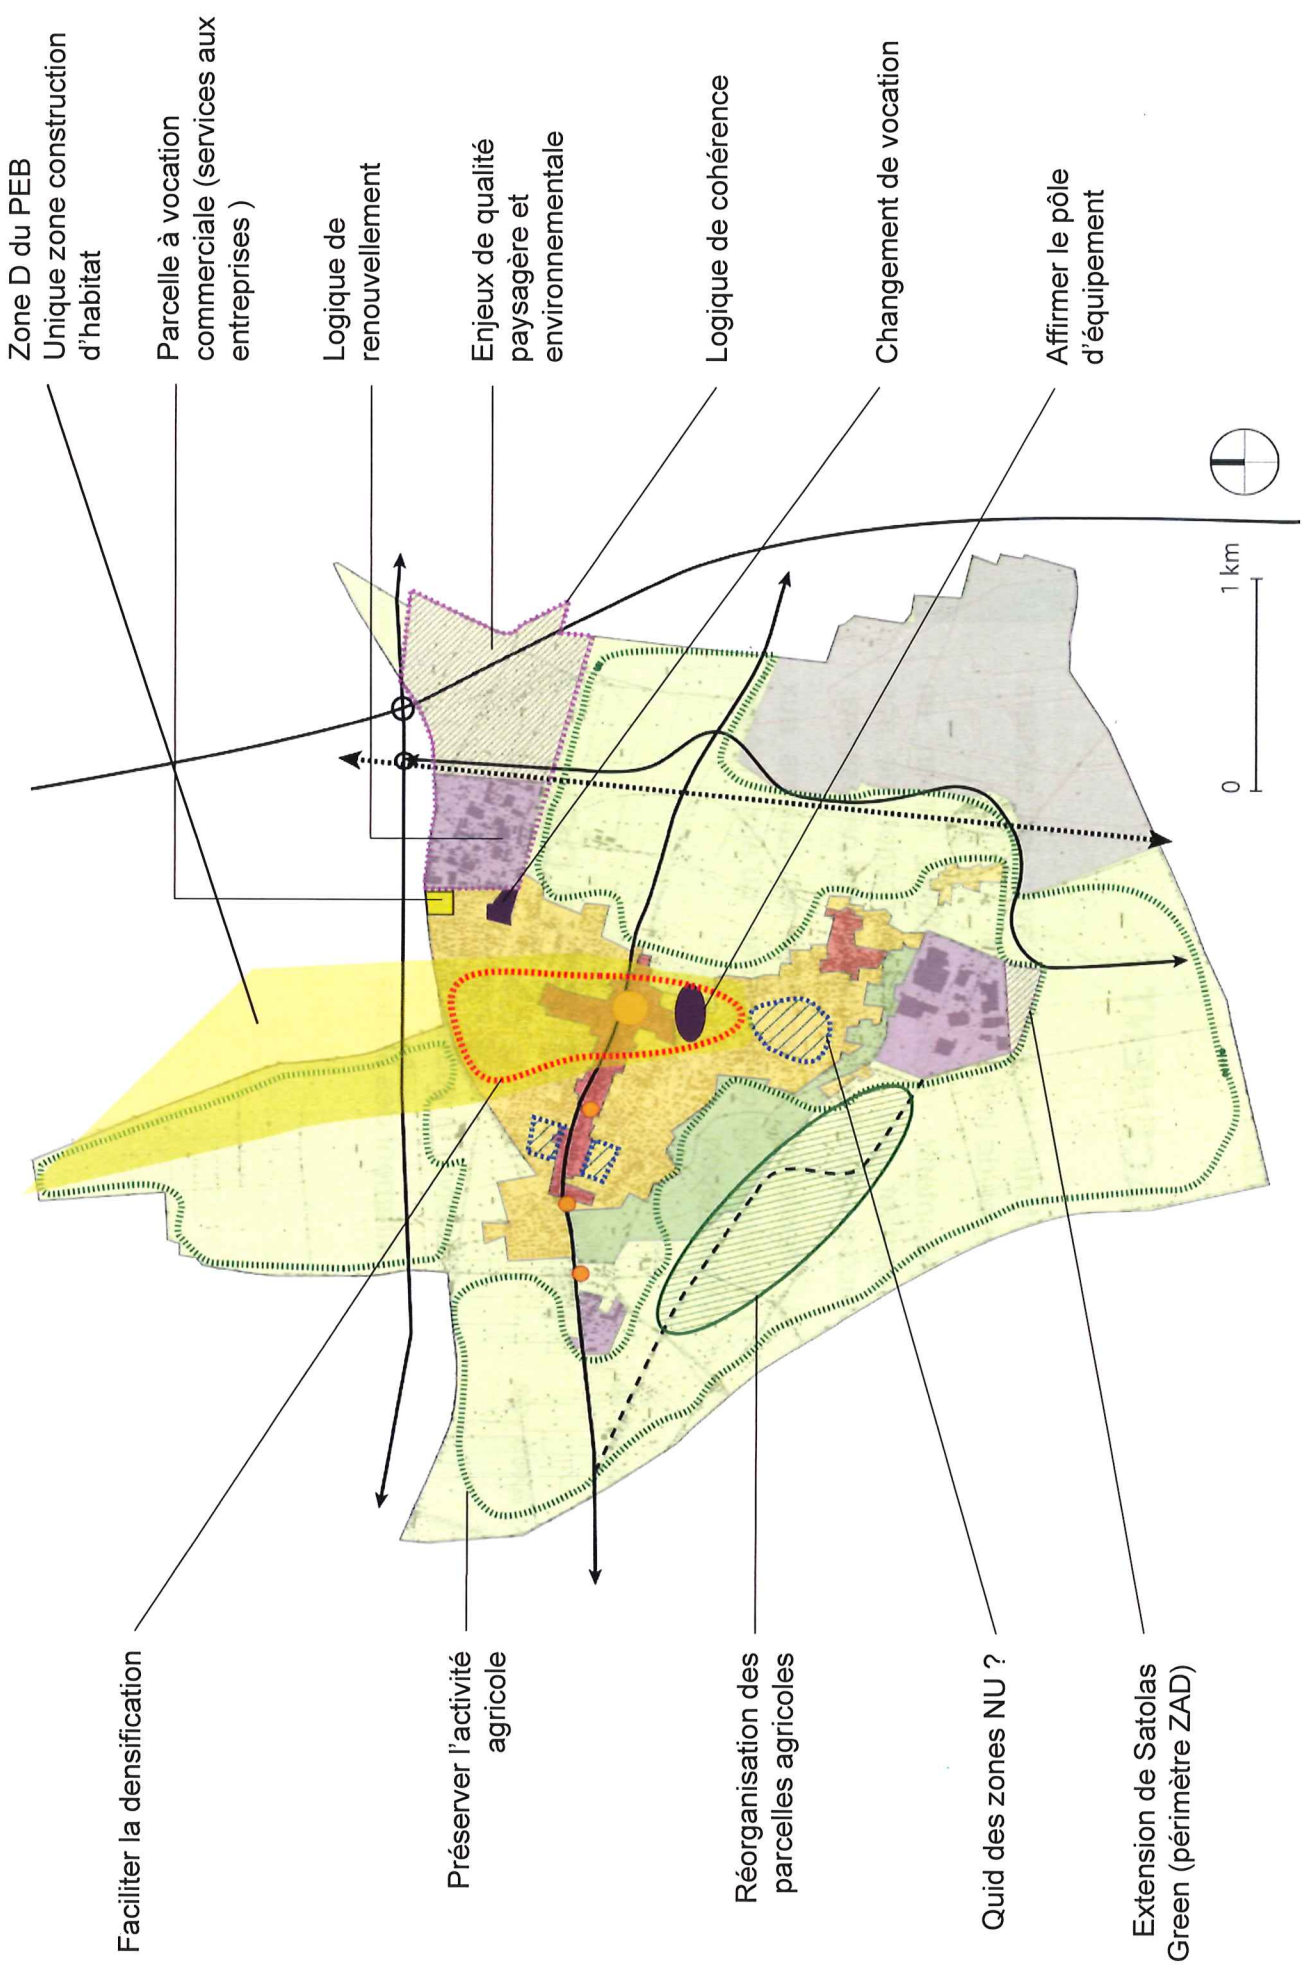 Faciliter la densification
Préserver l'activité
agricole
Réorganisation des
parcelles agricoles
Quid des zones NU ?
Extension de Satolas
Green (périmètre ZAD)
Zone D du PEB
Unique zone construction
d'habitat
Parcelle à vocation
commerciale (services aux
entreprises )
Logique de
renouvellement
Enjeux de qualité
paysagère et
environnementale
Logique de cohérence
Changement de vocation
Affirmer le pôle
d'équipement
0 1 km